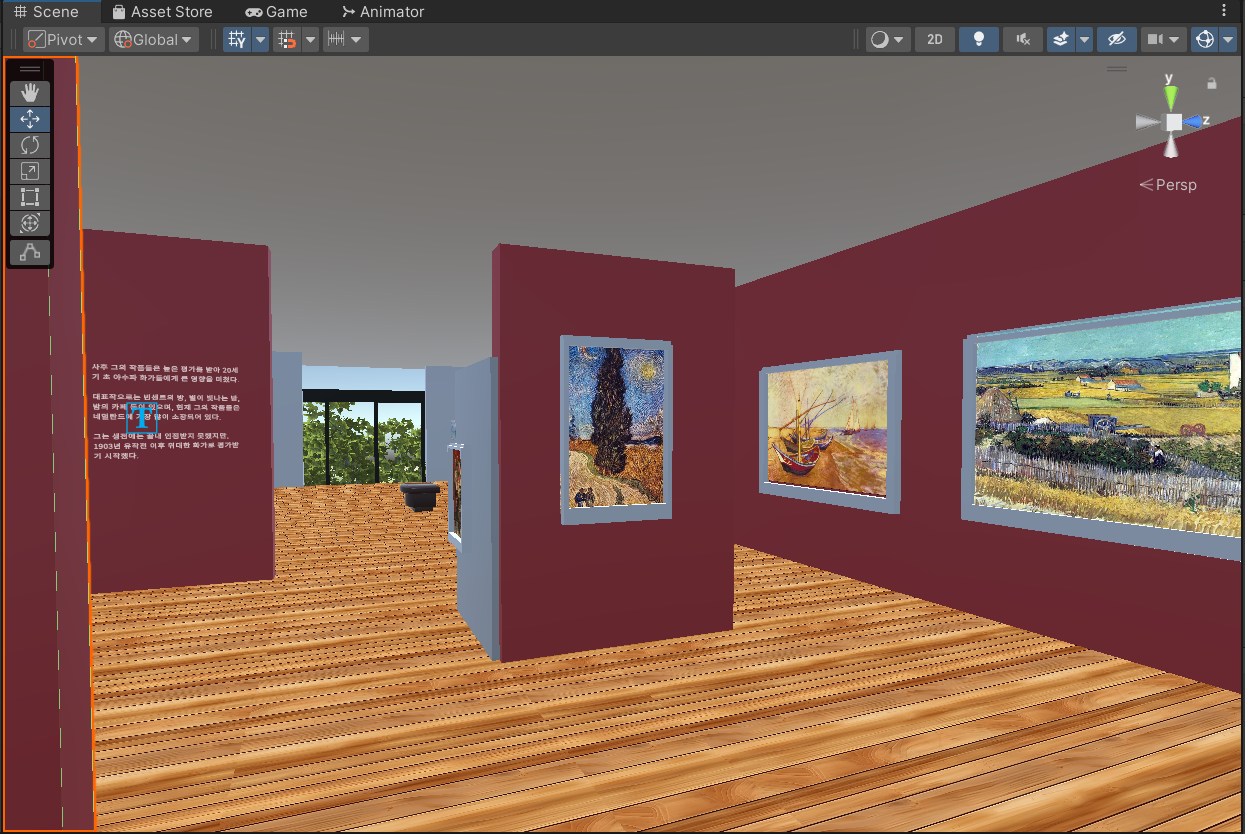 Scene
Asset Store
Game
Animator
Pivot
Global
2D
y
z
Persp
사후 그의 작품들은 높은 평가를 받아 20세
기 초 야수파 화가들에게 큰 영향을 미쳤다.
대표작으로는 빈센트의 방, 별이 빛나는 밤,
밤의 카페 있으며, 현재 그의 작품들은
네덜란드에 가장 많이 소장되어 있다.
그는 생전에는 끝내 인정받지 못했지만,
1903년 유작전 이후 위대한 화가로 평가받
기 시작했다.
T